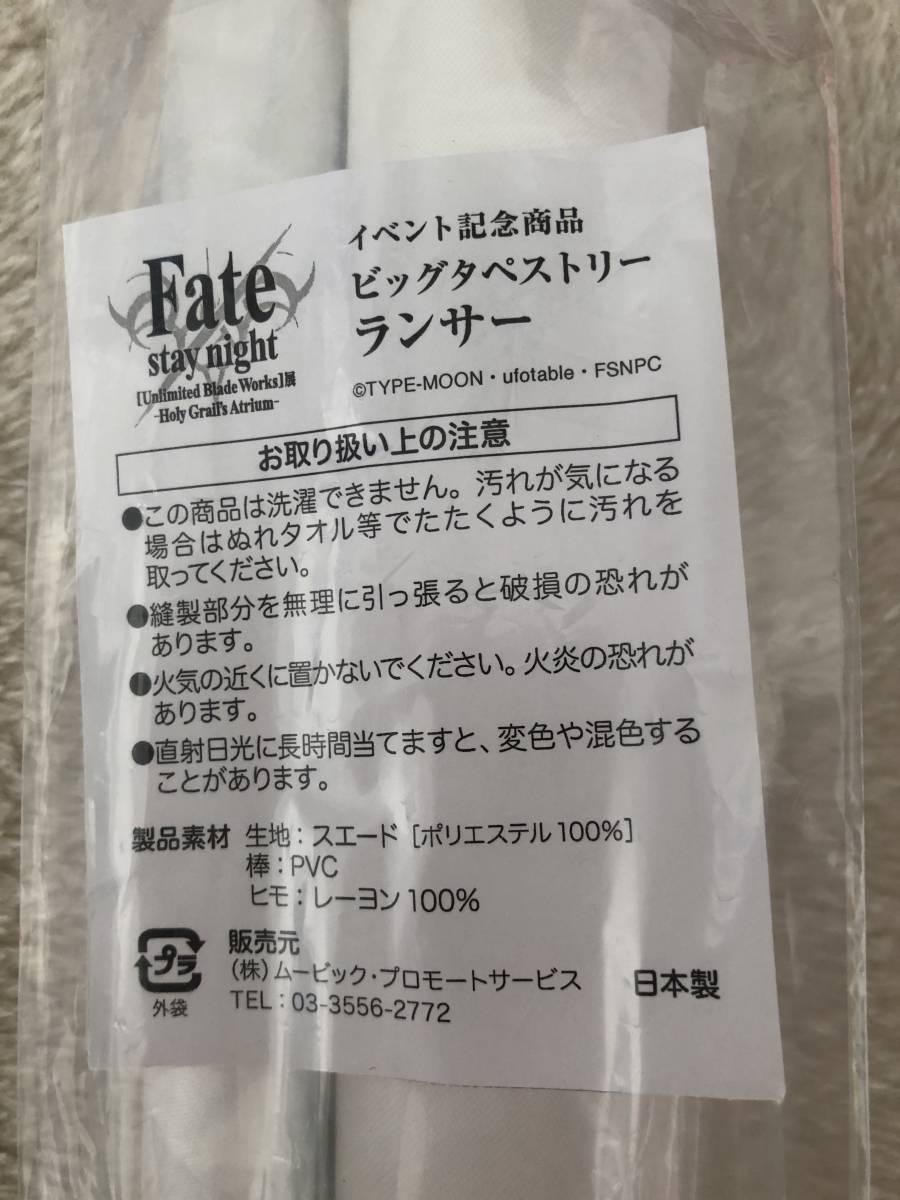 Fate
stay night
[Unlimited Blade Works]展
-Holy Grail's Atrium-
イベント記念商品
ビッグタペストリー
ランサー
©TYPE-MOON・ufotable・FSNPC
お取り扱い上の注意
●この商品は洗濯できません。汚れが気になる
場合はぬれタオル等でたたくように汚れを
取ってください。
●縫製部分を無理に引っ張ると破損の恐れが
あります。
●火気の近くに置かないでください。火炎の恐れが
あります。
●直射日光に長時間当てますと、変色や混色する
ことがあります。
製品素材 生地：スエード［ポリエステル100%］
棒：PVC
ヒモ：レーヨン100%
プラ
外袋
販売元
（株）ムービック・プロモートサービス
TEL：03-3556-2772
日本製